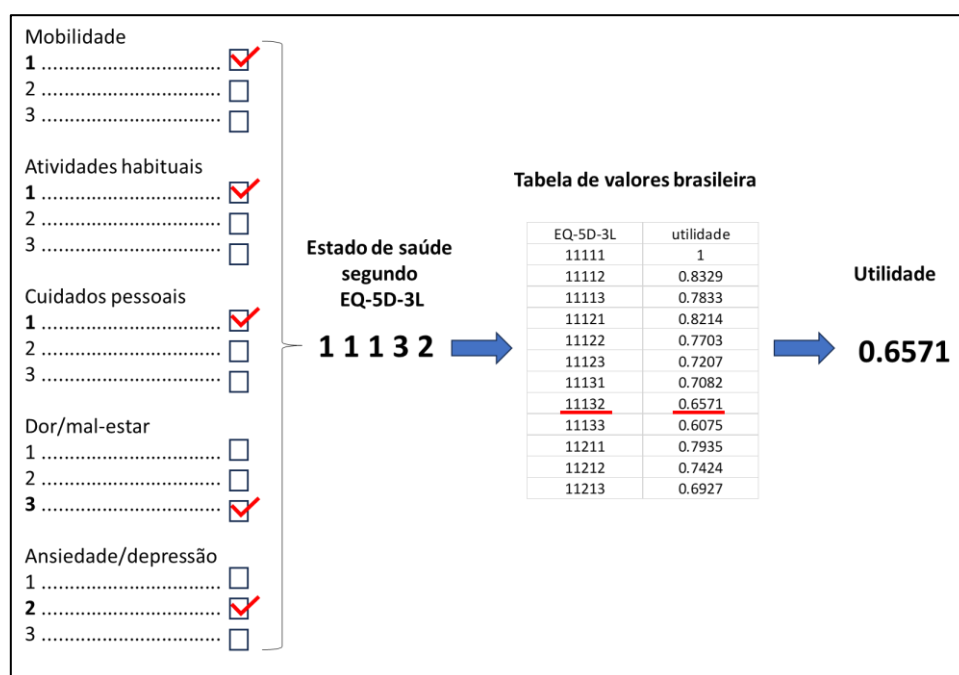 Mobilidade
1 ..................................
2 ..................................
3 ..................................
Atividades habituais
1 ..................................
2 ..................................
3 ..................................
Cuidados pessoais
1 ..................................
2 ..................................
3 ..................................
Dor/mal-estar
1 ..................................
2 ..................................
3 ..................................
Ansiedade/depressão
1 ..................................
2 ..................................
3 ..................................
Estado de saúde
segundo
EQ-5D-3L
1 1 1 3 2
Tabela de valores brasileira
EQ-5D-3L utilidade
11111 1
11112 0.8329
11113 0.7833
11121 0.8214
11122 0.7703
11123 0.7207
11131 0.7082
11132 0.6571
11133 0.6075
11211 0.7935
11212 0.7424
11213 0.6927
Utilidade
0.6571